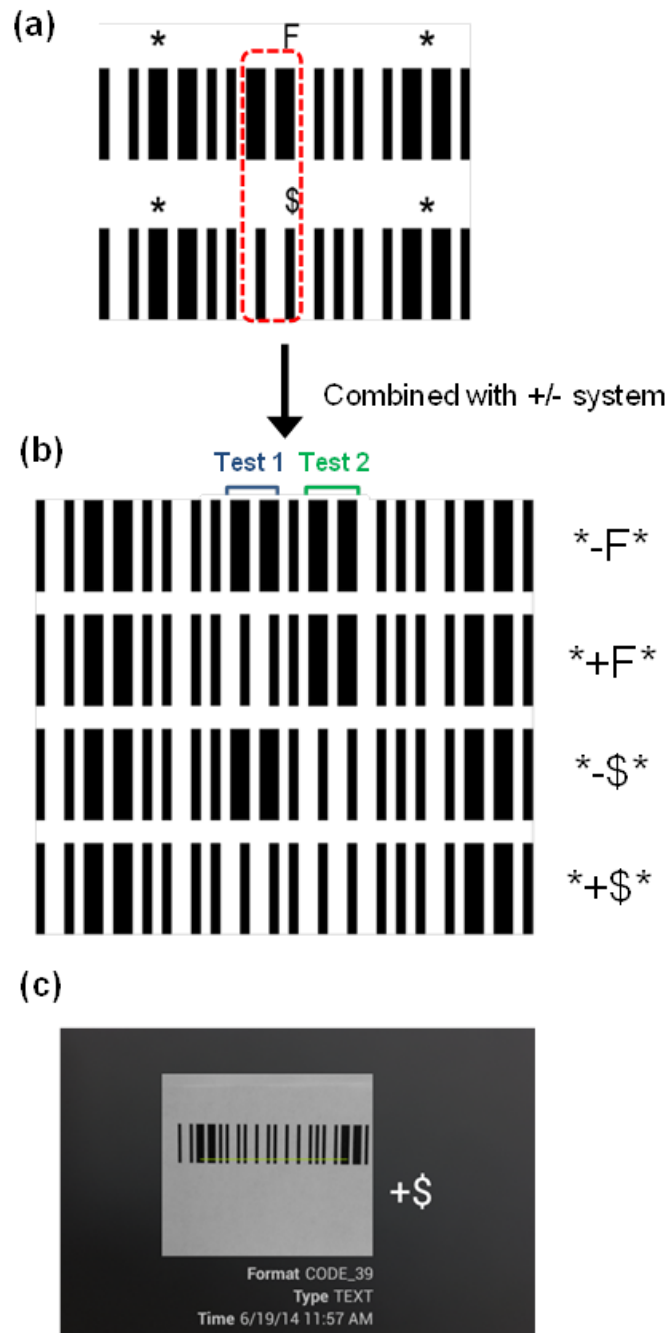 (a)
* F *
* $ *
Combined with +/- system
(b)
Test 1 Test 2
*-F*
*+F*
*-$*
*+$*
(c)
+$
Format CODE_39
Type TEXT
Time 6/19/14 11:57 AM